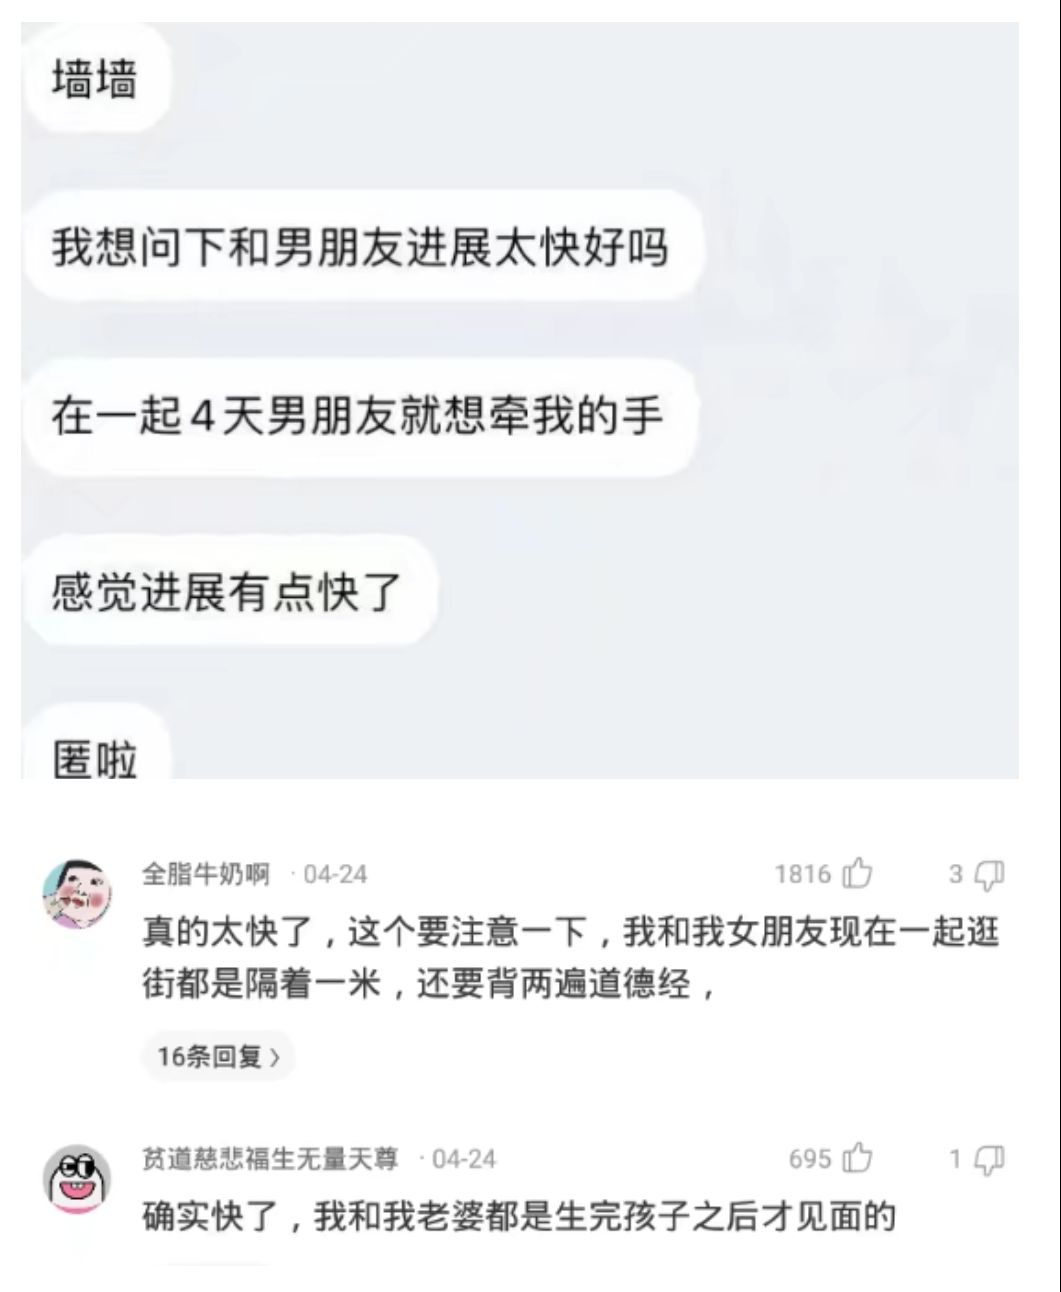 墙墙
我想问下和男朋友进展太快好吗
在一起4天男朋友就想牵我的手
感觉进展有点快了
匿啦
全脂牛奶啊 · 04-24 1816 3
真的太快了，这个要注意一下，我和我女朋友现在一起逛
街都是隔着一米，还要背两遍道德经，
16条回复 〉
贫道慈悲福生无量天尊 · 04-24 695 1
确实快了，我和我老婆都是生完孩子之后才见面的